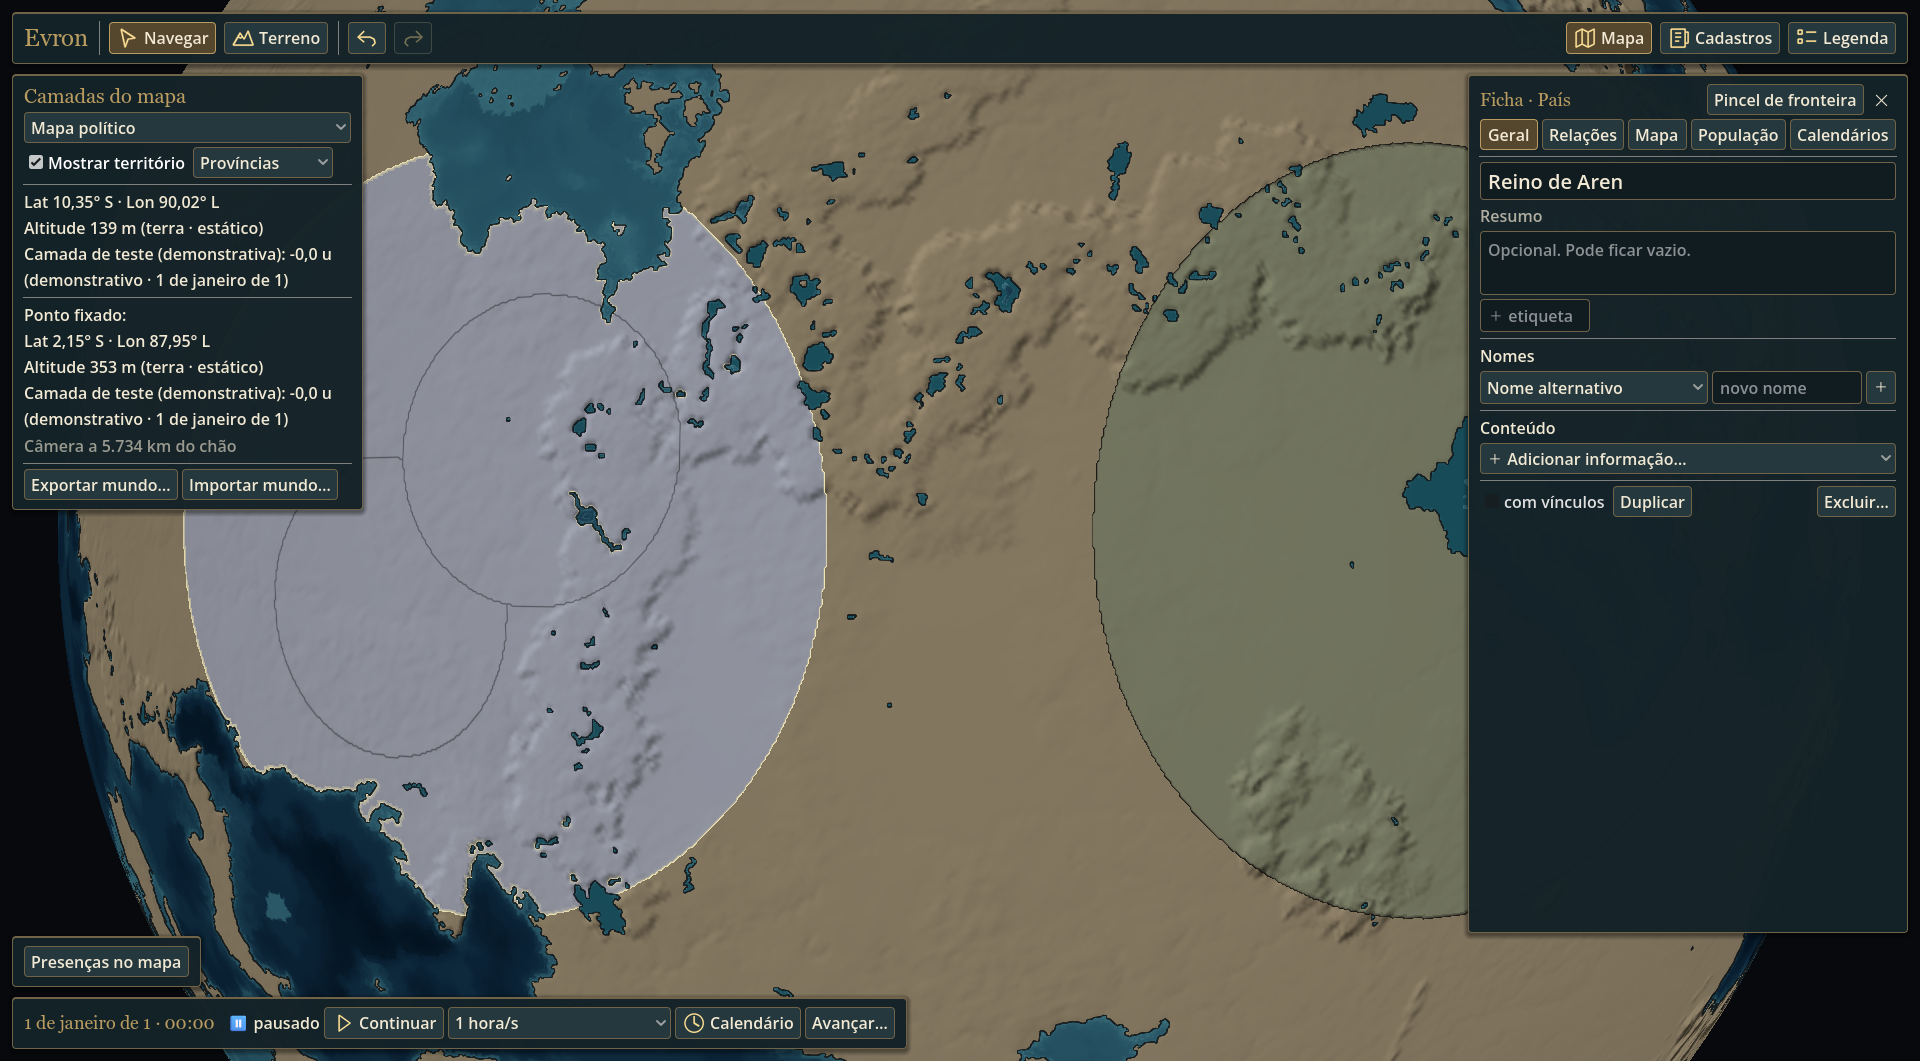 Evron
Navegar
Terreno
Mapa
Cadastros
Legenda
Camadas do mapa
Mapa político
Mostrar território
Províncias
Lat 10,35° S · Lon 90,02° L
Altitude 139 m (terra · estático)
Camada de teste (demonstrativa): -0,0 u
(demonstrativo · 1 de janeiro de 1)
Ponto fixado:
Lat 2,15° S · Lon 87,95° L
Altitude 353 m (terra · estático)
Camada de teste (demonstrativa): -0,0 u
(demonstrativo · 1 de janeiro de 1)
Câmera a 5.734 km do chão
Exportar mundo...
Importar mundo...
Ficha · País
Pincel de fronteira
Geral
Relações
Mapa
População
Calendários
Reino de Aren
Resumo
Opcional. Pode ficar vazio.
+ etiqueta
Nomes
Nome alternativo
novo nome
+
Conteúdo
+ Adicionar informação...
com vínculos
Duplicar
Excluir...
Presenças no mapa
1 de janeiro de 1 · 00:00
pausado
Continuar
1 hora/s
Calendário
Avançar...